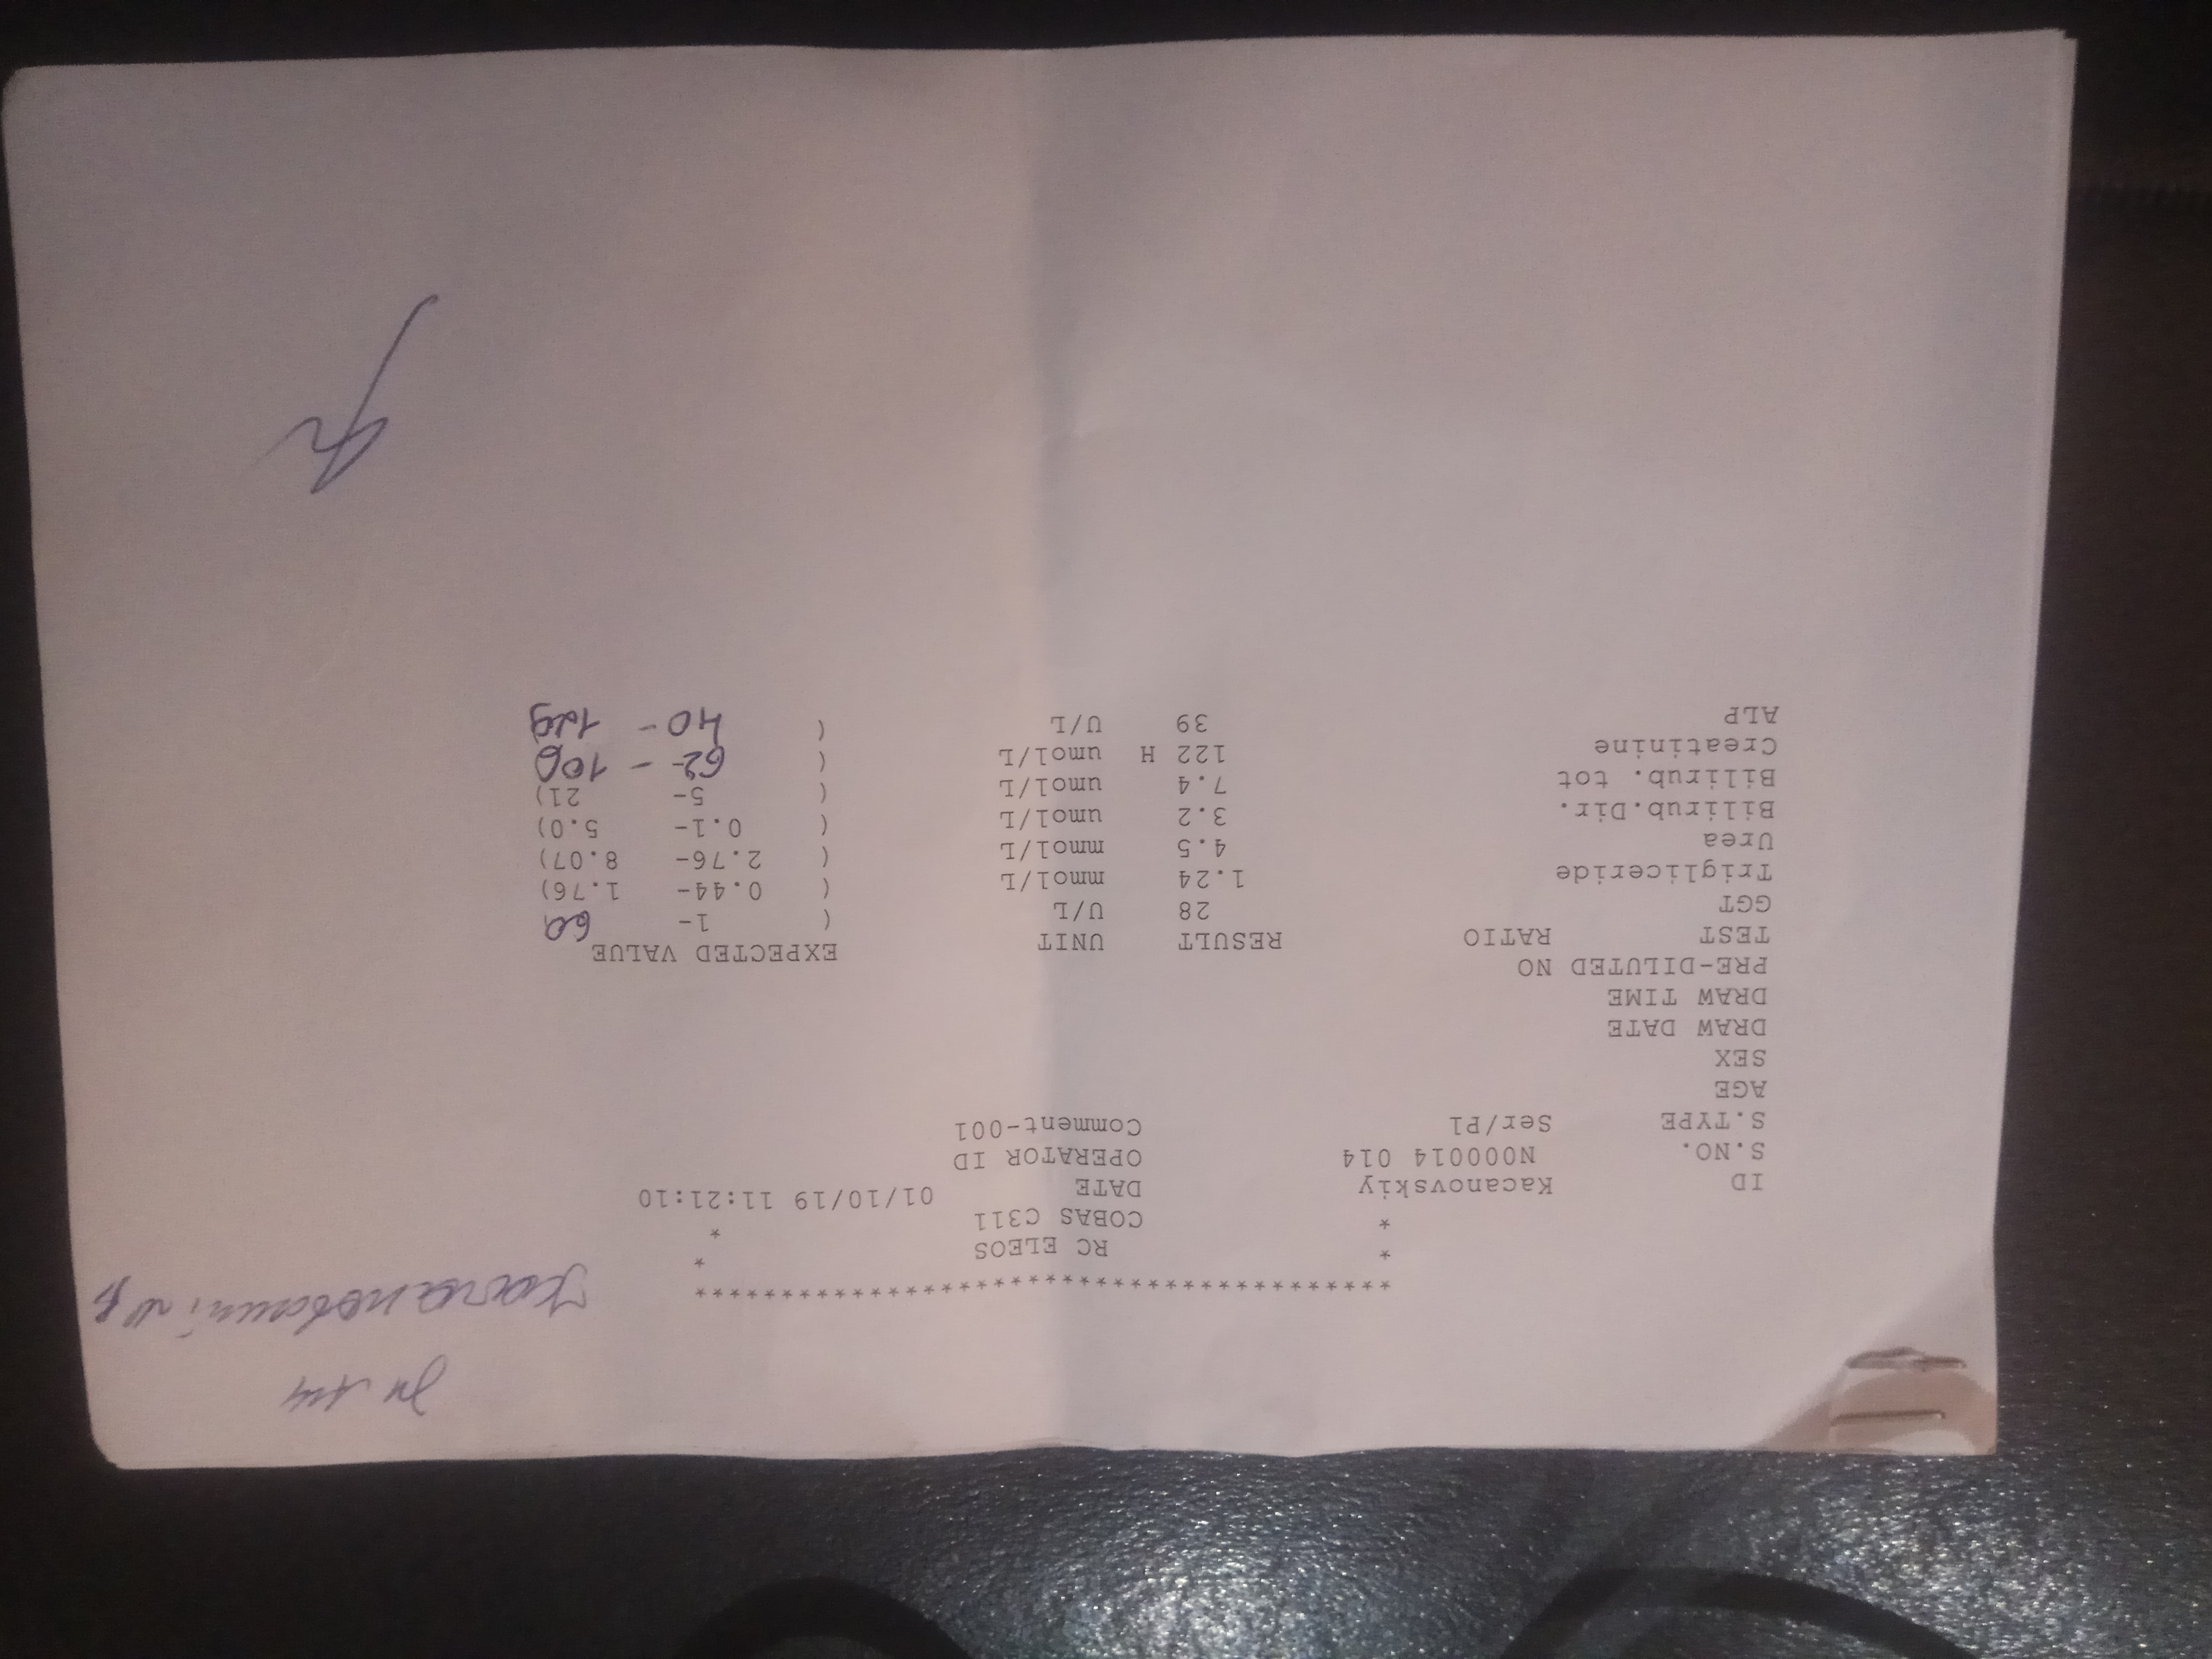 Качановский
****************************************
* RC ELEOS *
* COBAS C311 *
ID Kacanovskiy DATE 01/10/19 11:21:10
S.NO. N000014 014 OPERATOR ID
S.TYPE Ser/Pl Comment-001
AGE
SEX
DRAW DATE
DRAW TIME
PRE-DILUTED NO
TEST RATIO RESULT UNIT EXPECTED VALUE
GGT 28 U/L ( 1- 60
Trigliceride 1.24 mmol/L ( 0.44- 1.76)
Urea 4.5 mmol/L ( 2.76- 8.07)
Bilirub.Dir. 3.2 umol/L ( 0.1- 5.0)
Bilirub. tot 7.4 umol/L ( 5- 21)
Creatinine 122 H umol/L ( 62- - 106
ALP 39 U/L ( 40- 129